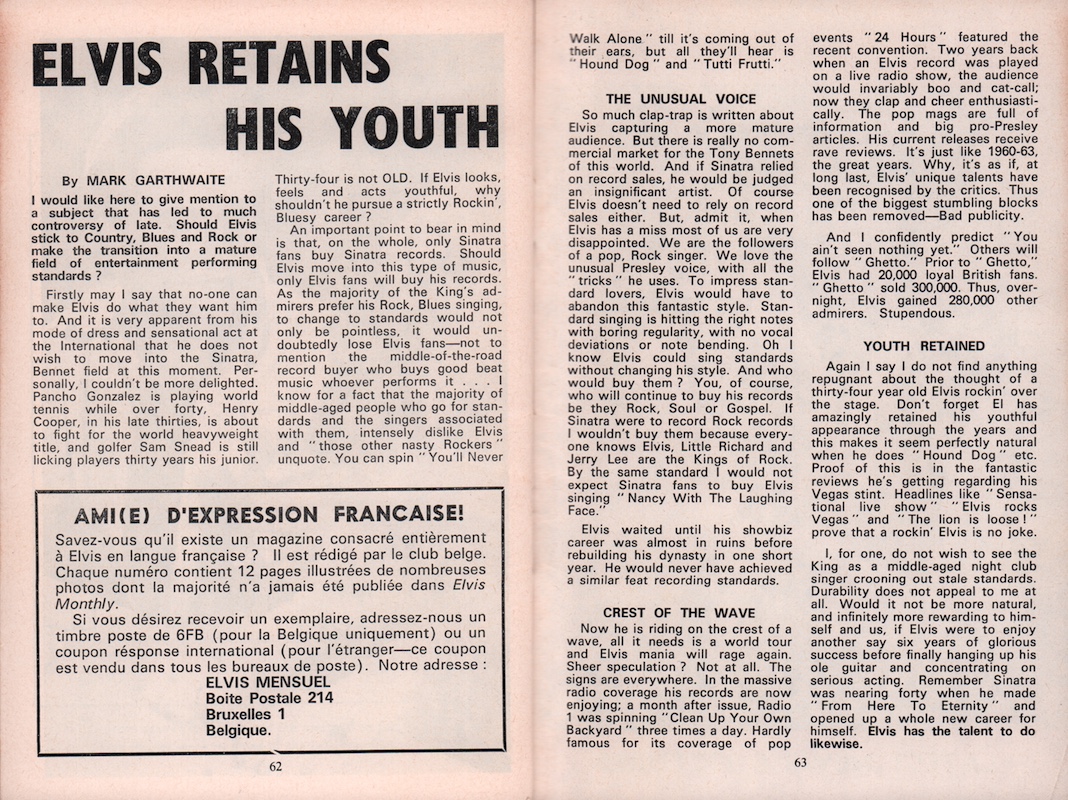 ELVIS RETAINS
HIS YOUTH
By MARK GARTHWAITE
I would like here to give mention to
a subject that has led to much
controversy of late. Should Elvis
stick to Country, Blues and Rock or
make the transition into a mature
field of entertainment performing
standards ?
Firstly may I say that no-one can
make Elvis do what they want him
to. And it is very apparent from his
mode of dress and sensational act at
the International that he does not
wish to move into the Sinatra,
Bennet field at this moment. Per-
sonally, I couldn't be more delighted.
Pancho Gonzalez is playing world
tennis while over forty, Henry
Cooper, in his late thirties, is about
to fight for the world heavyweight
title, and golfer Sam Snead is still
licking players thirty years his junior.
Thirty-four is not OLD. If Elvis looks,
feels and acts youthful, why
shouldn't he pursue a strictly Rockin',
Bluesy career ?
An important point to bear in mind
is that, on the whole, only Sinatra
fans buy Sinatra records. Should
Elvis move into this type of music,
only Elvis fans will buy his records.
As the majority of the King's ad-
mirers prefer his Rock, Blues singing,
to change to standards would not
only be pointless, it would un-
doubtedly lose Elvis fans—not to
mention the middle-of-the-road
record buyer who buys good beat
music whoever performs it . . . I
know for a fact that the majority of
middle-aged people who go for stan-
dards and the singers associated
with them, intensely dislike Elvis
and "those other nasty Rockers"
unquote. You can spin "You'll Never
AMI(E) D'EXPRESSION FRANCAISE!
Savez-vous qu'il existe un magazine consacré entièrement
à Elvis en langue française ? Il est rédigé par le club belge.
Chaque numéro contient 12 pages illustrées de nombreuses
photos dont la majorité n'a jamais été publiée dans Elvis
Monthly.
Si vous désirez recevoir un exemplaire, adressez-nous un
timbre poste de 6FB (pour la Belgique uniquement) ou un
coupon résponse international (pour l'étranger—ce coupon
est vendu dans tous les bureaux de poste). Notre adresse :
ELVIS MENSUEL
Boite Postale 214
Bruxelles 1
Belgique.
62
Walk Alone" till it's coming out of
their ears, but all they'll hear is
"Hound Dog" and "Tutti Frutti."
THE UNUSUAL VOICE
So much clap-trap is written about
Elvis capturing a more mature
audience. But there is really no com-
mercial market for the Tony Bennets
of this world. And if Sinatra relied
on record sales, he would be judged
an insignificant artist. Of course
Elvis doesn't need to rely on record
sales either. But, admit it, when
Elvis has a miss most of us are very
disappointed. We are the followers
of a pop, Rock singer. We love the
unusual Presley voice, with all the
"tricks" he uses. To impress stan-
dard lovers, Elvis would have to
abandon this fantastic style. Stan-
dard singing is hitting the right notes
with boring regularity, with no vocal
deviations or note bending. Oh I
know Elvis could sing standards
without changing his style. And who
would buy them ? You, of course,
who will continue to buy his records
be they Rock, Soul or Gospel. If
Sinatra were to record Rock records
I wouldn't buy them because every-
one knows Elvis, Little Richard and
Jerry Lee are the Kings of Rock.
By the same standard I would not
expect Sinatra fans to buy Elvis
singing "Nancy With The Laughing
Face."
Elvis waited until his showbiz
career was almost in ruins before
rebuilding his dynasty in one short
year. He would never have achieved
a similar feat recording standards.
CREST OF THE WAVE
Now he is riding on the crest of a
wave, all it needs is a world tour
and Elvis mania will rage again.
Sheer speculation ? Not at all. The
signs are everywhere. In the massive
radio coverage his records are now
enjoying; a month after issue, Radio
1 was spinning "Clean Up Your Own
Backyard" three times a day. Hardly
famous for its coverage of pop
events "24 Hours" featured the
recent convention. Two years back
when an Elvis record was played
on a live radio show, the audience
would invariably boo and cat-call;
now they clap and cheer enthusiasti-
cally. The pop mags are full of
information and big pro-Presley
articles. His current releases receive
rave reviews. It's just like 1960-63,
the great years. Why, it's as if, at
long last, Elvis' unique talents have
been recognised by the critics. Thus
one of the biggest stumbling blocks
has been removed—Bad publicity.
And I confidently predict "You
ain't seen nothing yet." Others will
follow "Ghetto." Prior to "Ghetto,"
Elvis had 20,000 loyal British fans.
"Ghetto" sold 300,000. Thus, over-
night, Elvis gained 280,000 other
admirers. Stupendous.
YOUTH RETAINED
Again I say I do not find anything
repugnant about the thought of a
thirty-four year old Elvis rockin' over
the stage. Don't forget El has
amazingly retained his youthful
appearance through the years and
this makes it seem perfectly natural
when he does "Hound Dog" etc.
Proof of this is in the fantastic
reviews he's getting regarding his
Vegas stint. Headlines like "Sensa-
tional live show" "Elvis rocks
Vegas" and "The lion is loose!"
prove that a rockin' Elvis is no joke.
I, for one, do not wish to see the
King as a middle-aged night club
singer crooning out stale standards.
Durability does not appeal to me at
all. Would it not be more natural,
and infinitely more rewarding to him-
self and us, if Elvis were to enjoy
another say six years of glorious
success before finally hanging up his
ole guitar and concentrating on
serious acting. Remember Sinatra
was nearing forty when he made
"From Here To Eternity" and
opened up a whole new career for
himself. Elvis has the talent to do
likewise.
63